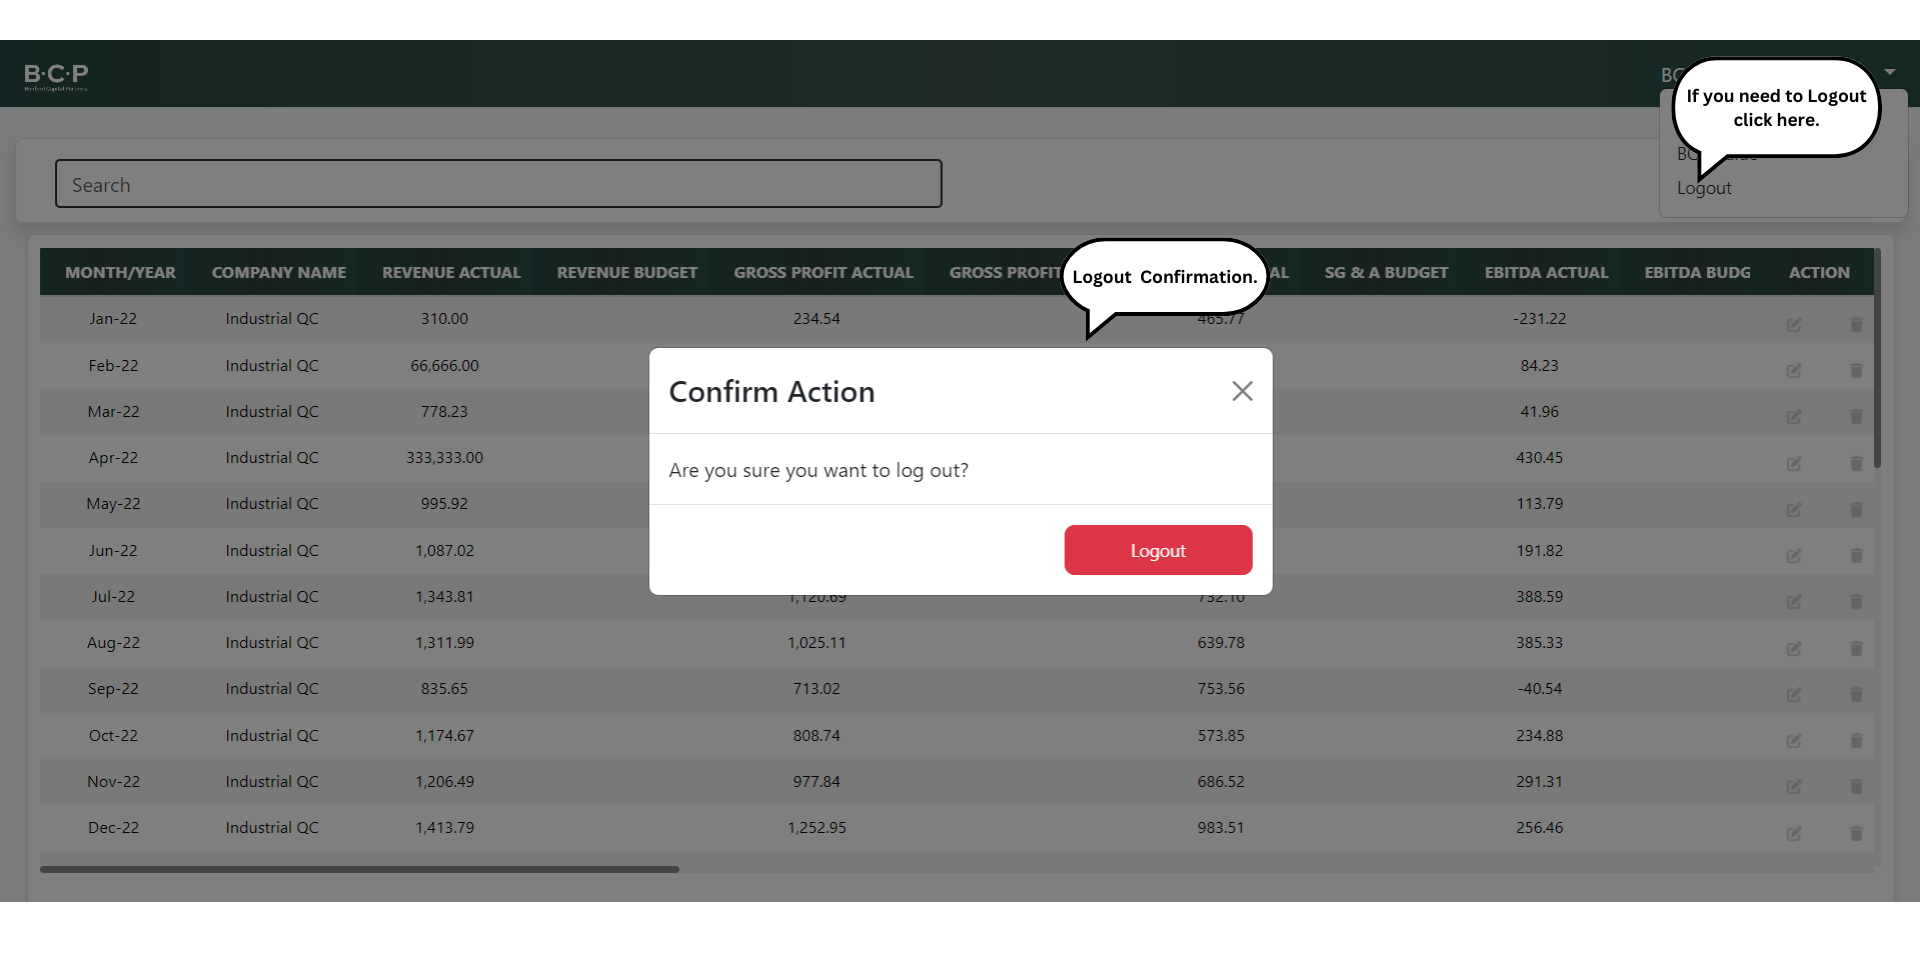 B·C·P
Bonford Capital Partners
If you need to Logout
click here.
Logout
Search
MONTH/YEAR COMPANY NAME REVENUE ACTUAL REVENUE BUDGET GROSS PROFIT ACTUAL GROSS PROFIT AL SG & A BUDGET EBITDA ACTUAL EBITDA BUDG ACTION
Logout Confirmation.
Jan-22 Industrial QC 310.00 234.54 465.77 -231.22
Feb-22 Industrial QC 66,666.00 84.23
Mar-22 Industrial QC 778.23 41.96
Apr-22 Industrial QC 333,333.00 430.45
May-22 Industrial QC 995.92 113.79
Jun-22 Industrial QC 1,087.02 191.82
Jul-22 Industrial QC 1,343.81 1,120.69 732.10 388.59
Aug-22 Industrial QC 1,311.99 1,025.11 639.78 385.33
Sep-22 Industrial QC 835.65 713.02 753.56 -40.54
Oct-22 Industrial QC 1,174.67 808.74 573.85 234.88
Nov-22 Industrial QC 1,206.49 977.84 686.52 291.31
Dec-22 Industrial QC 1,413.79 1,252.95 983.51 256.46
Confirm Action
Are you sure you want to log out?
Logout